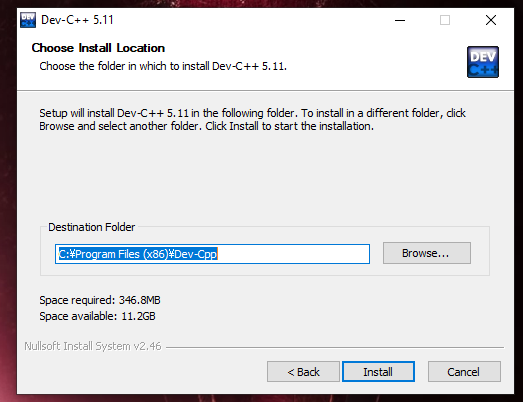 Dev-C++ 5.11
Choose Install Location
Choose the folder in which to install Dev-C++ 5.11.
DEV
C++
Setup will install Dev-C++ 5.11 in the following folder. To install in a different folder, click
Browse and select another folder. Click Install to start the installation.
Destination Folder
C:¥Program Files (x86)¥Dev-Cpp
Browse...
Space required: 346.8MB
Space available: 11.2GB
Nullsoft Install System v2.46
< Back
Install
Cancel